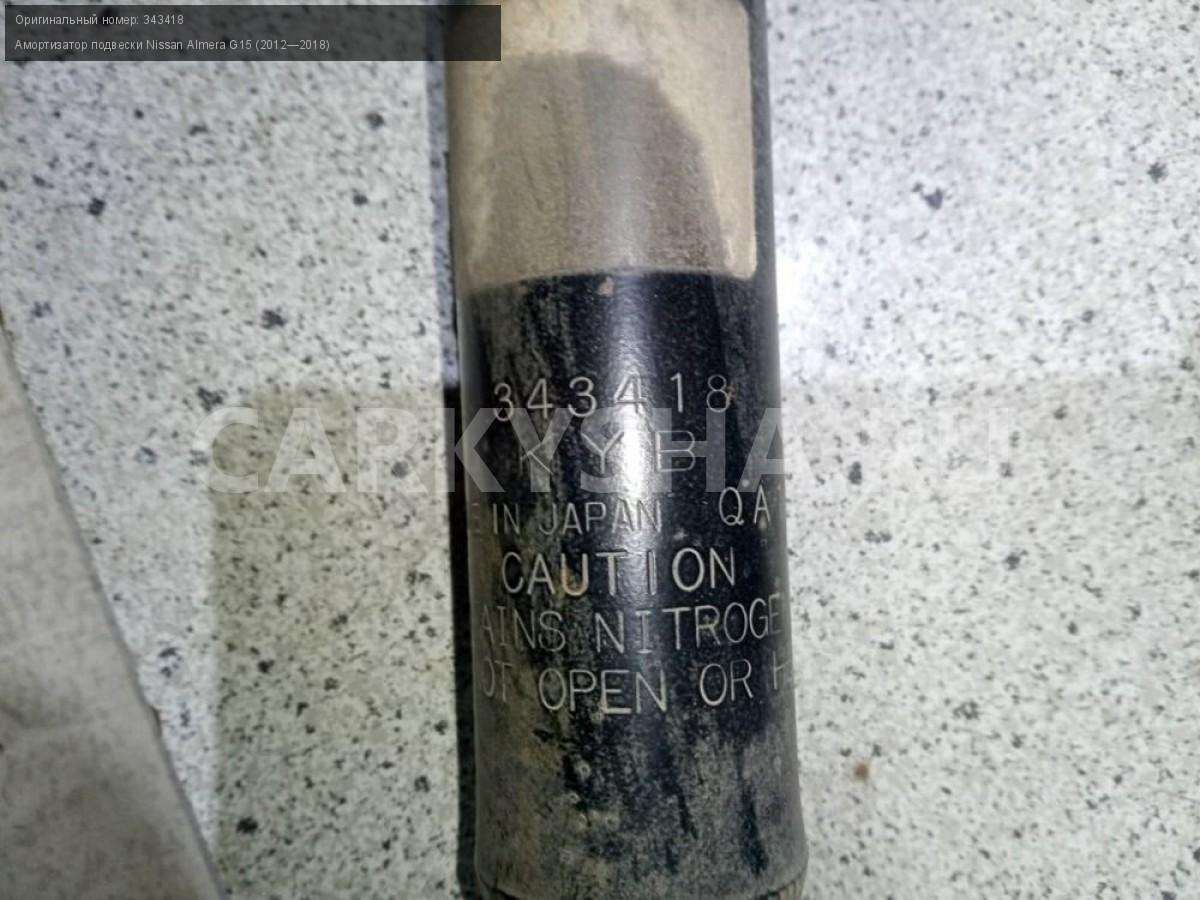 Оригинальный номер: 343418
Амортизатор подвески Nissan Almera G15 (2012—2018)
343418
KYB
E IN JAPAN QA
CAUTION
AINS NITROGE
OT OPEN OR H